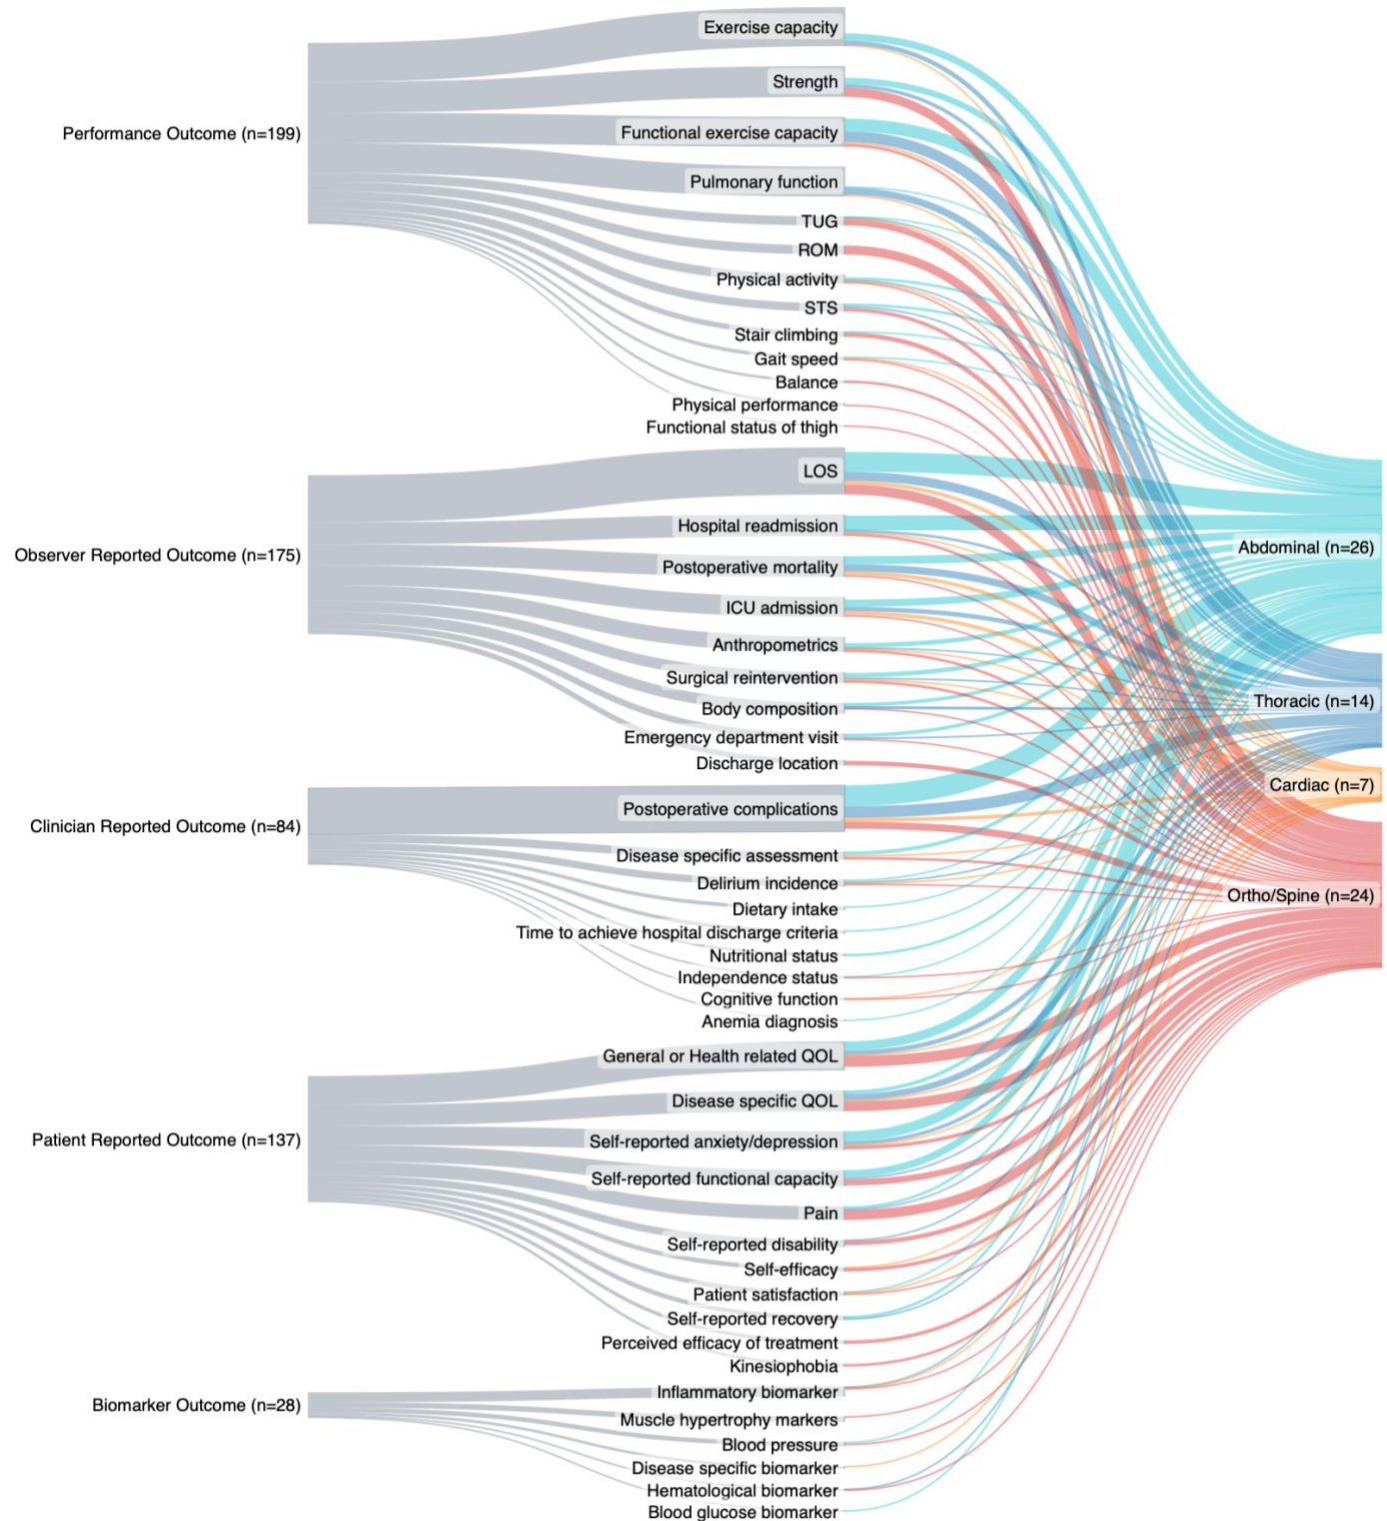 Performance Outcome (n=199)
Exercise capacity
Strength
Functional exercise capacity
Pulmonary function
TUG
ROM
Physical activity
STS
Stair climbing
Gait speed
Balance
Physical performance
Functional status of thigh
Observer Reported Outcome (n=175)
LOS
Hospital readmission
Postoperative mortality
ICU admission
Anthropometrics
Surgical reintervention
Body composition
Emergency department visit
Discharge location
Clinician Reported Outcome (n=84)
Postoperative complications
Disease specific assessment
Delirium incidence
Dietary intake
Time to achieve hospital discharge criteria
Nutritional status
Independence status
Cognitive function
Anemia diagnosis
Patient Reported Outcome (n=137)
General or Health related QOL
Disease specific QOL
Self-reported anxiety/depression
Self-reported functional capacity
Pain
Self-reported disability
Self-efficacy
Patient satisfaction
Self-reported recovery
Perceived efficacy of treatment
Kinesiophobia
Biomarker Outcome (n=28)
Inflammatory biomarker
Muscle hypertrophy markers
Blood pressure
Disease specific biomarker
Hematological biomarker
Blood glucose biomarker
Abdominal (n=26)
Thoracic (n=14)
Cardiac (n=7)
Ortho/Spine (n=24)